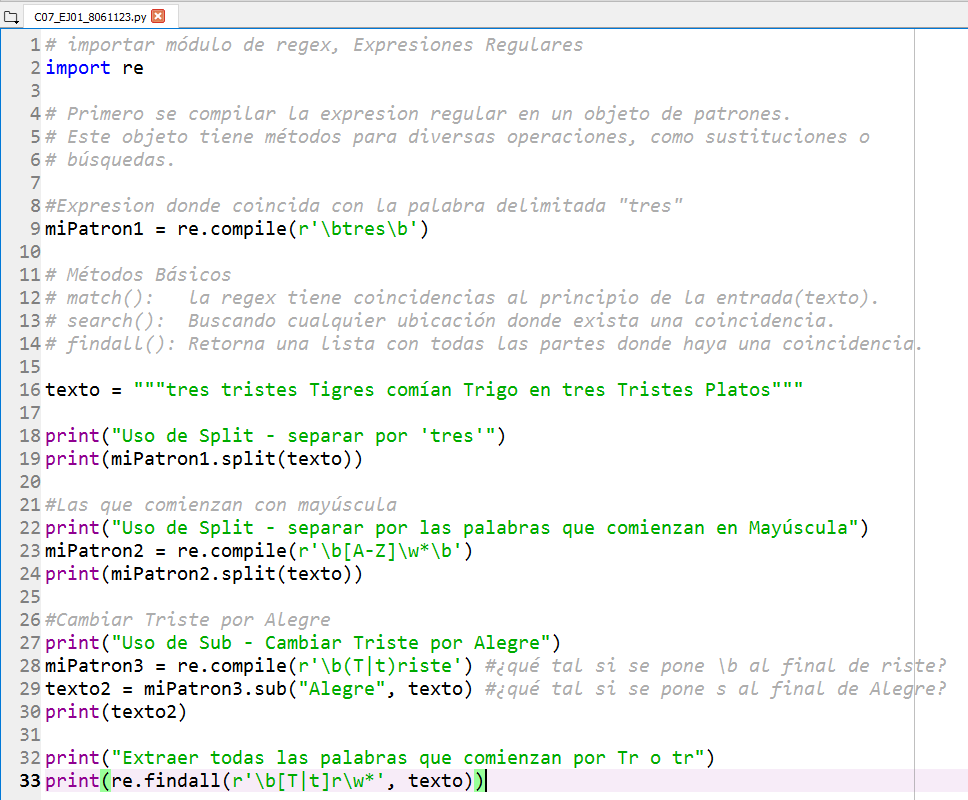 C07_EJ01_8061123.py
1 # importar módulo de regex, Expresiones Regulares
2 import re
3
4 # Primero se compilar la expresion regular en un objeto de patrones.
5 # Este objeto tiene métodos para diversas operaciones, como sustituciones o
6 # búsquedas.
7
8 #Expresion donde coincida con la palabra delimitada "tres"
9 miPatron1 = re.compile(r'\btres\b')
10
11 # Métodos Básicos
12 # match():   la regex tiene coincidencias al principio de la entrada(texto).
13 # search():  Buscando cualquier ubicación donde exista una coincidencia.
14 # findall(): Retorna una lista con todas las partes donde haya una coincidencia.
15
16 texto = """tres tristes Tigres comían Trigo en tres Tristes Platos"""
17
18 print("Uso de Split - separar por 'tres'")
19 print(miPatron1.split(texto))
20
21 #Las que comienzan con mayúscula
22 print("Uso de Split - separar por las palabras que comienzan en Mayúscula")
23 miPatron2 = re.compile(r'\b[A-Z]\w*\b')
24 print(miPatron2.split(texto))
25
26 #Cambiar Triste por Alegre
27 print("Uso de Sub - Cambiar Triste por Alegre")
28 miPatron3 = re.compile(r'\b(T|t)riste') #¿qué tal si se pone \b al final de riste?
29 texto2 = miPatron3.sub("Alegre", texto) #¿qué tal si se pone s al final de Alegre?
30 print(texto2)
31
32 print("Extraer todas las palabras que comienzan por Tr o tr")
33 print(re.findall(r'\b[T|t]r\w*', texto))